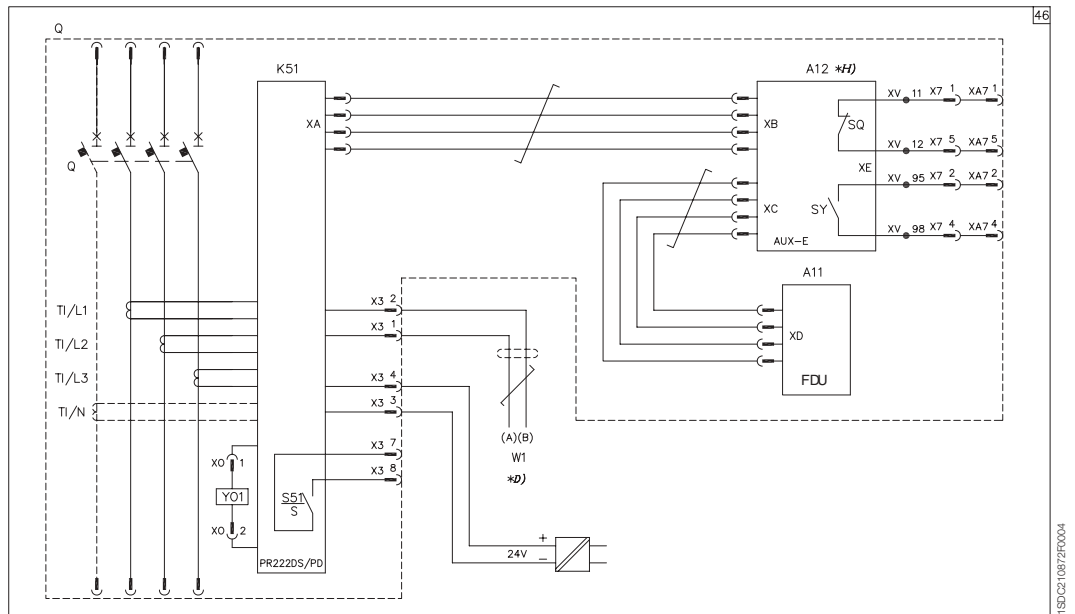 46
Q
K51
A12 *H)
XA
XB
SQ
XE
XC
SY
AUX-E
XV 11 X7 1 XA7 1
XV 12 X7 5 XA7 5
XV 95 X7 2 XA7 2
XV 98 X7 4 XA7 4
Q
A11
XD
FDU
TI/L1
TI/L2
TI/L3
TI/N
X3 2
X3 1
X3 4
X3 3
X3 7
X3 8
(A)(B)
W1
*D)
XO 1
YO1
XO 2
S51
S
PR222DS/PD
24V + −
1SDC210872F0004